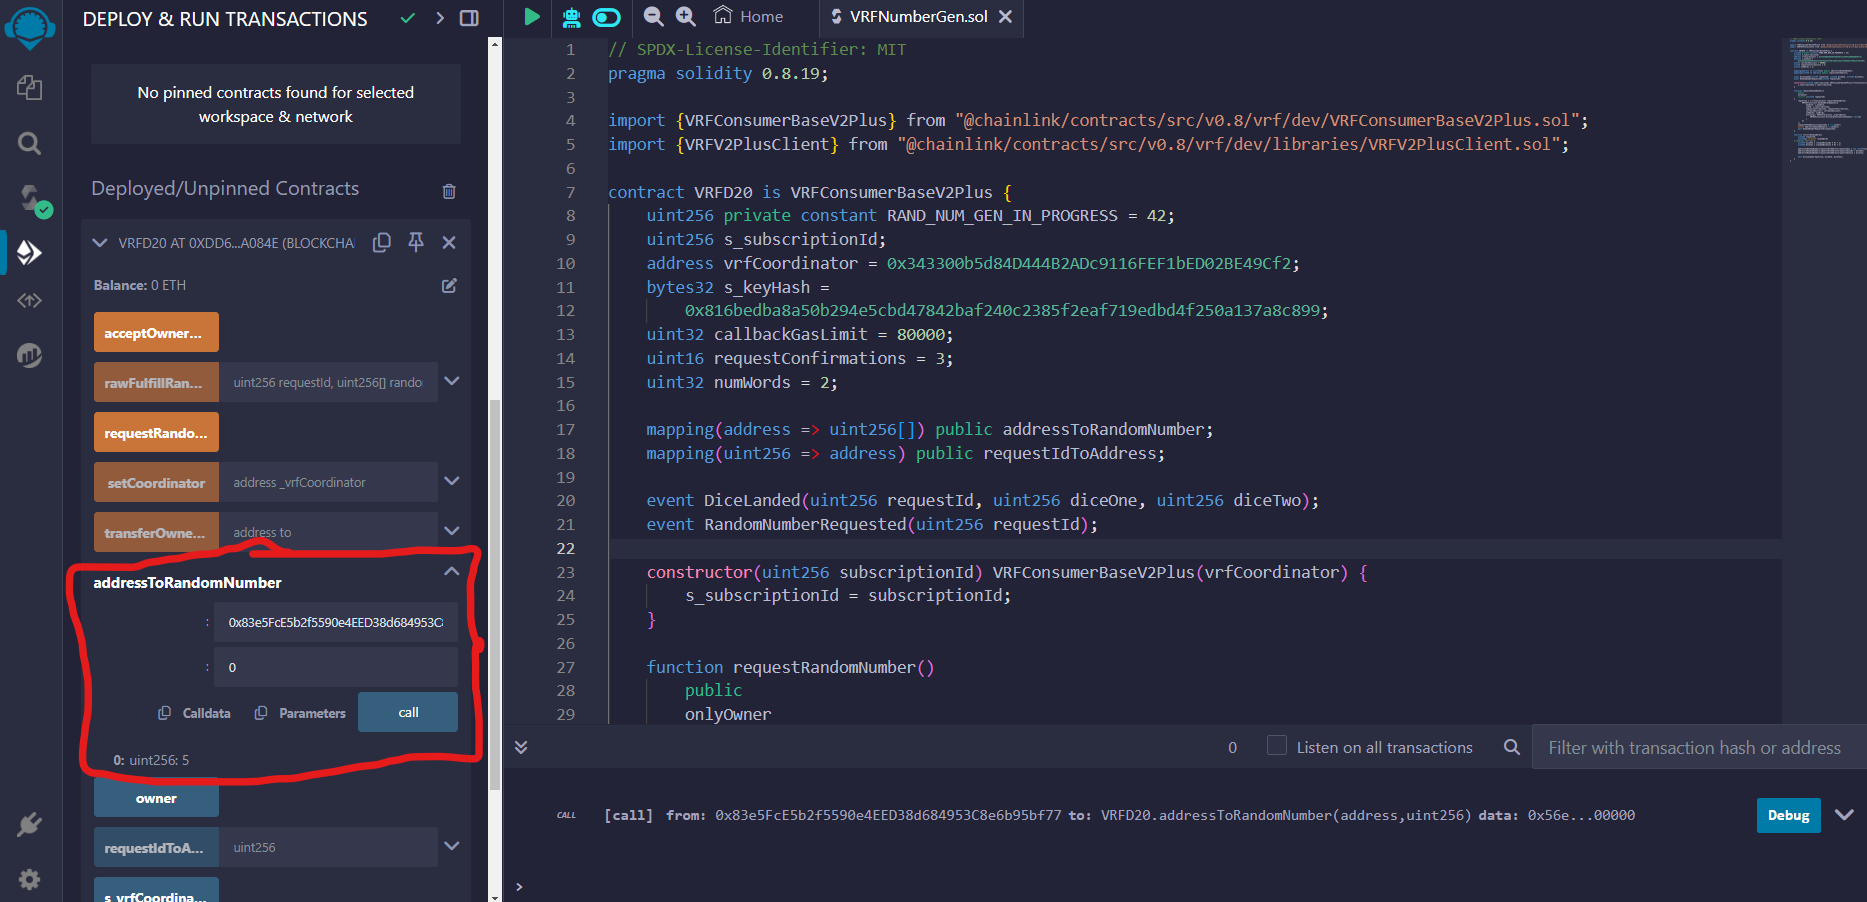 DEPLOY & RUN TRANSACTIONS
No pinned contracts found for selected
workspace & network
Deployed/Unpinned Contracts
VRFD20 AT 0XDD6...A084E (BLOCKCHAI
Balance: 0 ETH
acceptOwner...
rawFulfillRan...
uint256 requestId, uint256[] rando
requestRando...
setCoordinator
address _vrfCoordinator
transferOwne...
address to
addressToRandomNumber
:
0x83e5FcE5b2f5590e4EED38d684953C8
:
0
Calldata
Parameters
call
0: uint256: 5
owner
requestIdToA...
uint256
s_vrfCoordina...
Home
VRFNumberGen.sol
1 // SPDX-License-Identifier: MIT
2 pragma solidity 0.8.19;
3
4 import {VRFConsumerBaseV2Plus} from "@chainlink/contracts/src/v0.8/vrf/dev/VRFConsumerBaseV2Plus.sol";
5 import {VRFV2PlusClient} from "@chainlink/contracts/src/v0.8/vrf/dev/libraries/VRFV2PlusClient.sol";
6
7 contract VRFD20 is VRFConsumerBaseV2Plus {
8 uint256 private constant RAND_NUM_GEN_IN_PROGRESS = 42;
9 uint256 s_subscriptionId;
10 address vrfCoordinator = 0x343300b5d84D444B2ADc9116FEF1bED02BE49Cf2;
11 bytes32 s_keyHash =
12 0x816bedba8a50b294e5cbd47842baf240c2385f2eaf719edbd4f250a137a8c899;
13 uint32 callbackGasLimit = 80000;
14 uint16 requestConfirmations = 3;
15 uint32 numWords = 2;
16
17 mapping(address => uint256[]) public addressToRandomNumber;
18 mapping(uint256 => address) public requestIdToAddress;
19
20 event DiceLanded(uint256 requestId, uint256 diceOne, uint256 diceTwo);
21 event RandomNumberRequested(uint256 requestId);
22
23 constructor(uint256 subscriptionId) VRFConsumerBaseV2Plus(vrfCoordinator) {
24 s_subscriptionId = subscriptionId;
25 }
26
27 function requestRandomNumber()
28 public
29 onlyOwner
0
Listen on all transactions
Filter with transaction hash or address
CALL
[call] from: 0x83e5FcE5b2f5590e4EED38d684953C8e6b95bf77 to: VRFD20.addressToRandomNumber(address,uint256) data: 0x56e...00000
Debug
>